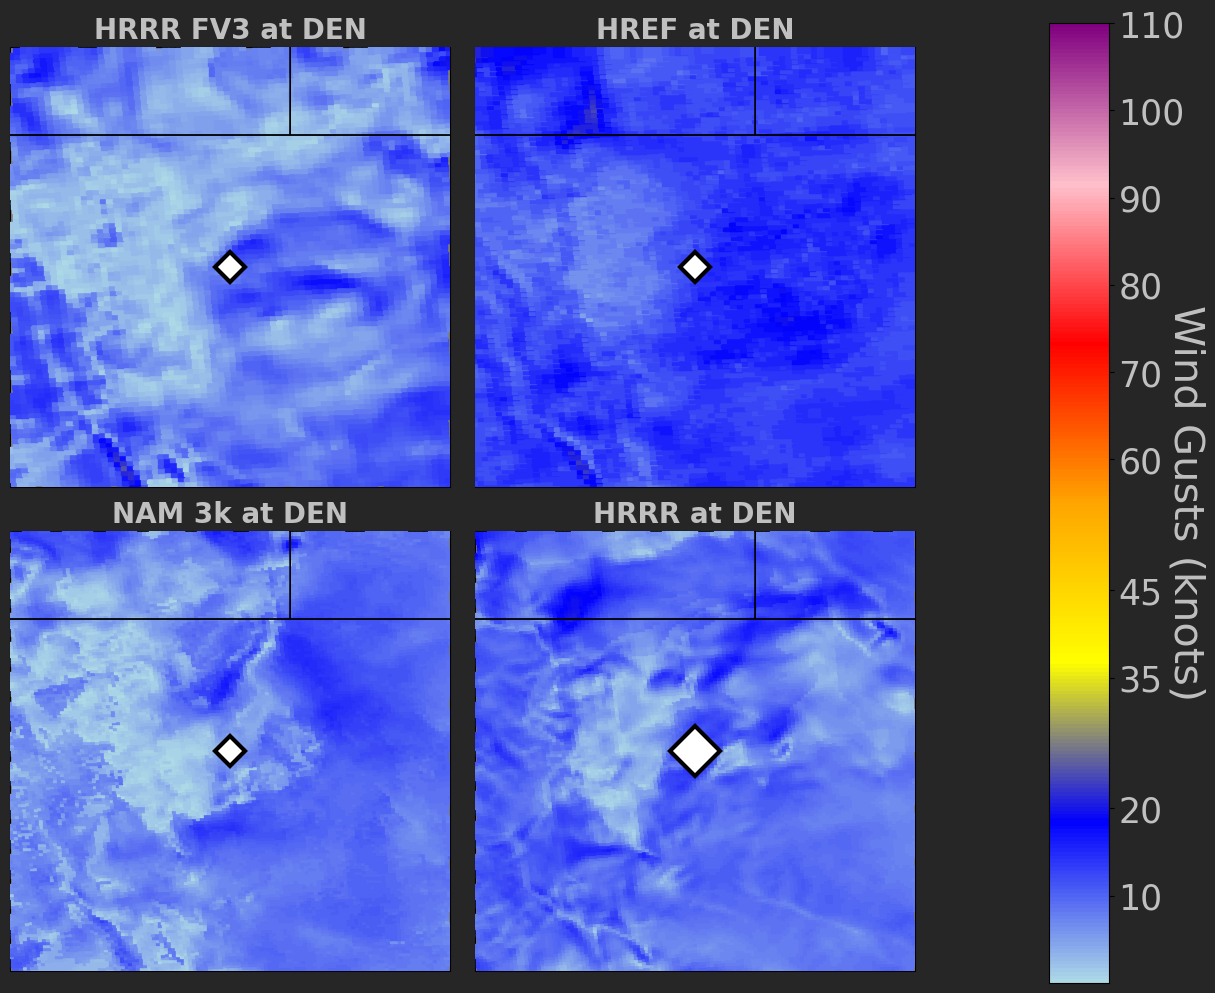 HRRR FV3 at DEN
HREF at DEN
NAM 3k at DEN
HRRR at DEN
110
100
90
80
70
60
45
35
20
10
Wind Gusts (knots)